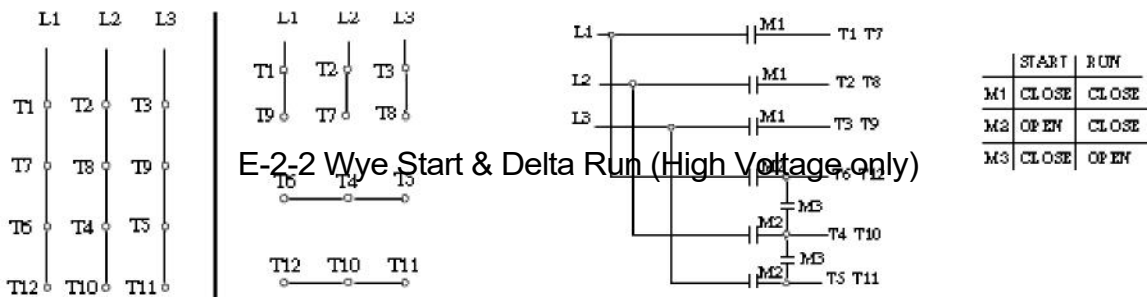 L1 L2 L3
T1 T2 T3
T7 T8 T9
T6 T4 T5
T12 T10 T11
L1 L2 L3
T1 T2 T3
T9 T7 T8
T6 T4 T5
T12 T10 T11
E-2-2 Wye Start & Delta Run (High Voltage only)
L1 M1 T1 T7
L2 M1 T2 T8
L3 M1 T3 T9
M2 T6 T12
M3
M2 T4 T10
M3
M2 T5 T11
START RUN
M1 CLOSE CLOSE
M2 OPEN CLOSE
M3 CLOSE OPEN